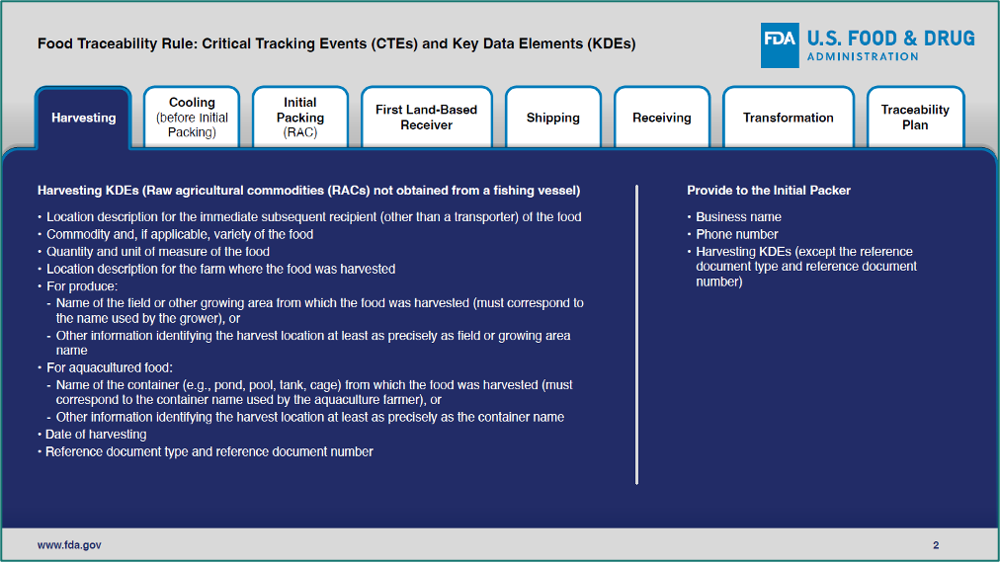 Food Traceability Rule: Critical Tracking Events (CTEs) and Key Data Elements (KDEs)
FDA U.S. FOOD & DRUG
ADMINISTRATION
Harvesting
Cooling
(before Initial
Packing)
Initial
Packing
(RAC)
First Land-Based
Receiver
Shipping
Receiving
Transformation
Traceability
Plan
Harvesting KDEs (Raw agricultural commodities (RACs) not obtained from a fishing vessel)
• Location description for the immediate subsequent recipient (other than a transporter) of the food
• Commodity and, if applicable, variety of the food
• Quantity and unit of measure of the food
• Location description for the farm where the food was harvested
• For produce:
- Name of the field or other growing area from which the food was harvested (must correspond to
the name used by the grower), or
- Other information identifying the harvest location at least as precisely as field or growing area
name
• For aquacultured food:
- Name of the container (e.g., pond, pool, tank, cage) from which the food was harvested (must
correspond to the container name used by the aquaculture farmer), or
- Other information identifying the harvest location at least as precisely as the container name
• Date of harvesting
• Reference document type and reference document number
Provide to the Initial Packer
• Business name
• Phone number
• Harvesting KDEs (except the reference
document type and reference document
number)
www.fda.gov
2